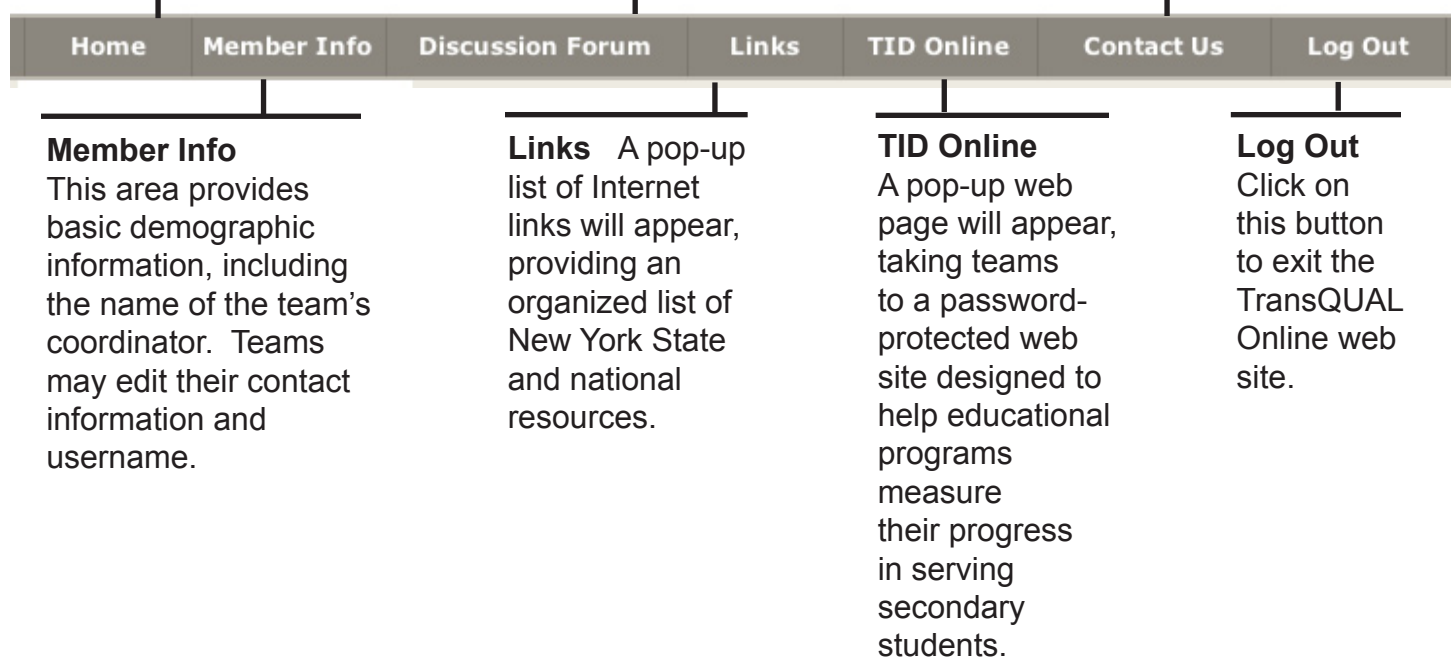 Home Member Info Discussion Forum Links TID Online Contact Us Log Out
Member Info
This area provides
basic demographic
information, including
the name of the team’s
coordinator.  Teams
may edit their contact
information and
username.
Links   A pop-up
list of Internet
links will appear,
providing an
organized list of
New York State
and national
resources.
TID Online
A pop-up web
page will appear,
taking teams
to a password-
protected web
site designed to
help educational
programs
measure
their progress
in serving
secondary
students.
Log Out
Click on
this button
to exit the
TransQUAL
Online web
site.